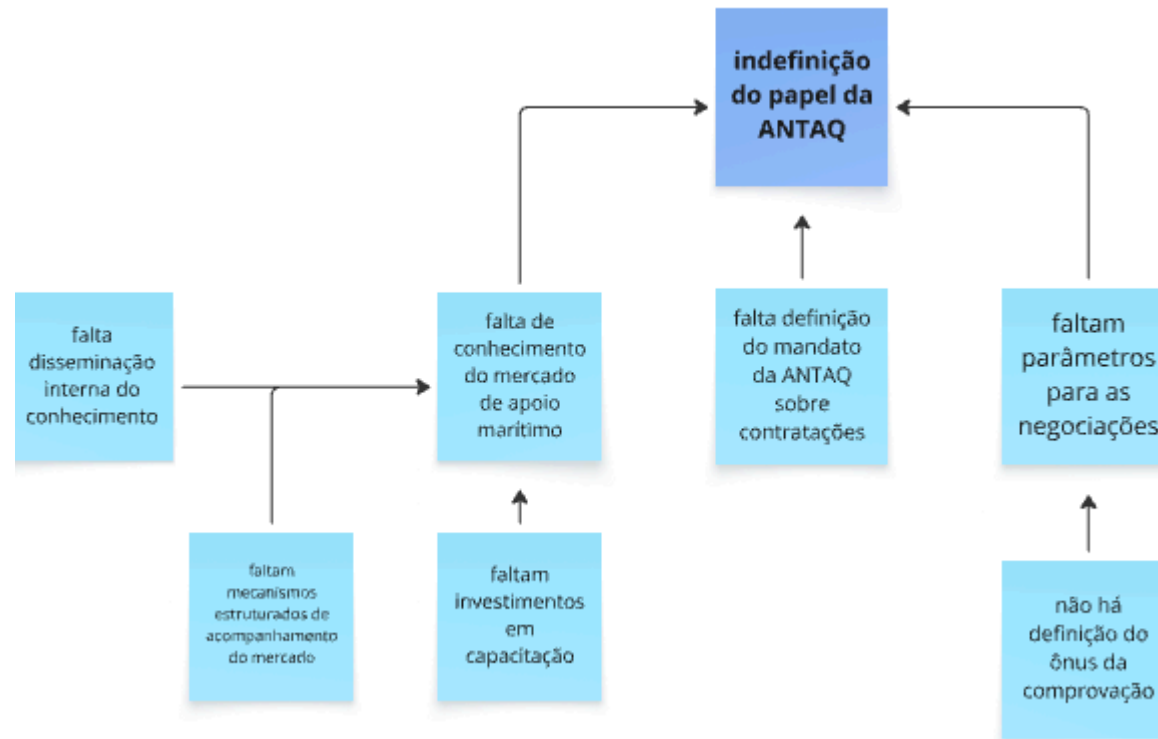 indefinição
do papel da
ANTAQ
falta
disseminação
interna do
conhecimento
falta de
conhecimento
do mercado
de apoio
marítimo
falta definição
do mandato
da ANTAQ
sobre
contratações
faltam
parâmetros
para as
negociações
faltam
mecanismos
estruturados de
acompanhamento
do mercado
faltam
investimentos
em
capacitação
não há
definição do
ônus da
comprovação